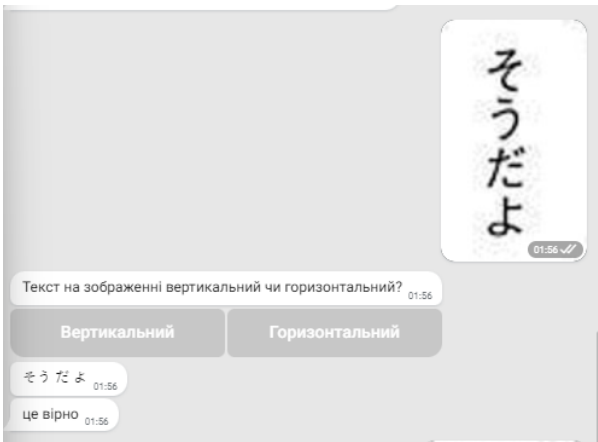 そうだよ
01:56
Текст на зображенні вертикальний чи горизонтальний? 01:56
Вертикальний
Горизонтальний
そうだよ 01:56
це вірно 01:56